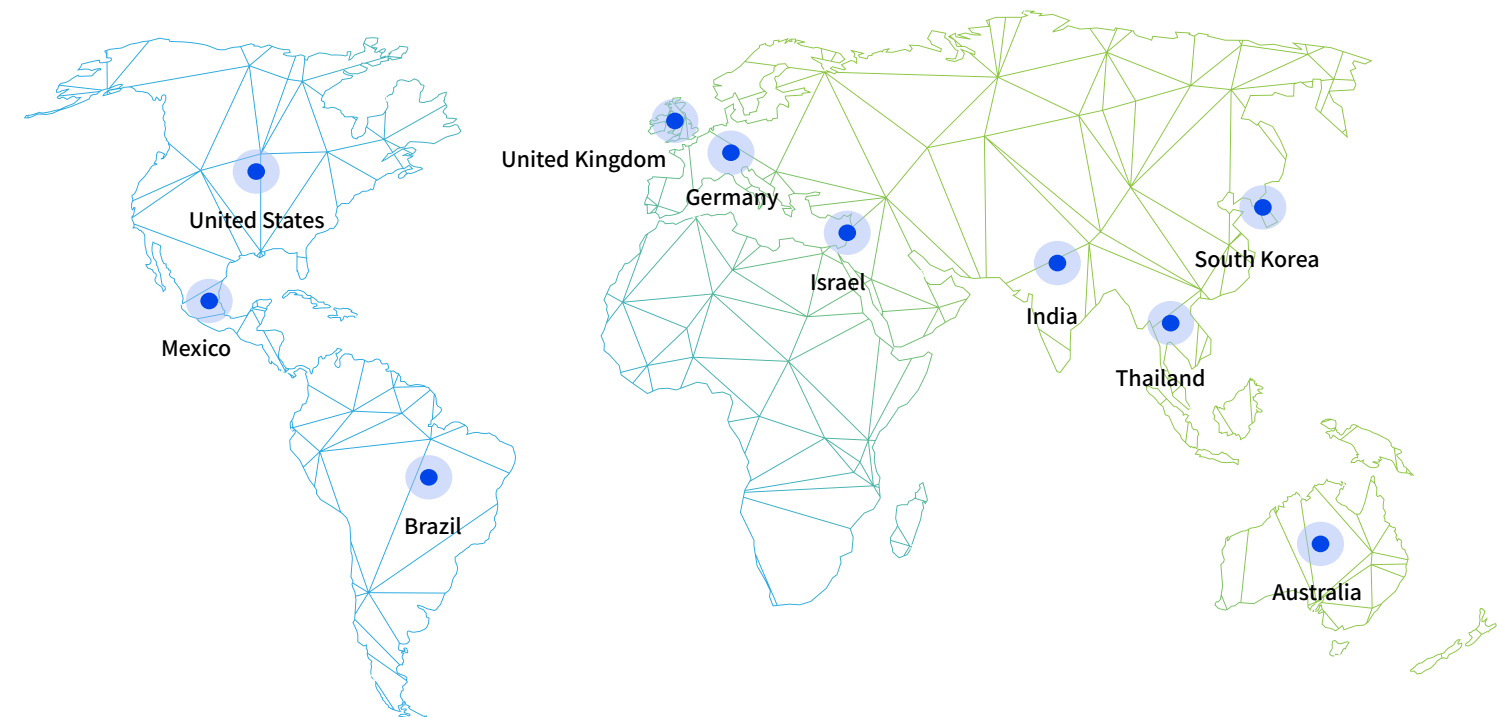 United Kingdom
Germany
United States
South Korea
Israel
India
Mexico
Thailand
Brazil
Australia